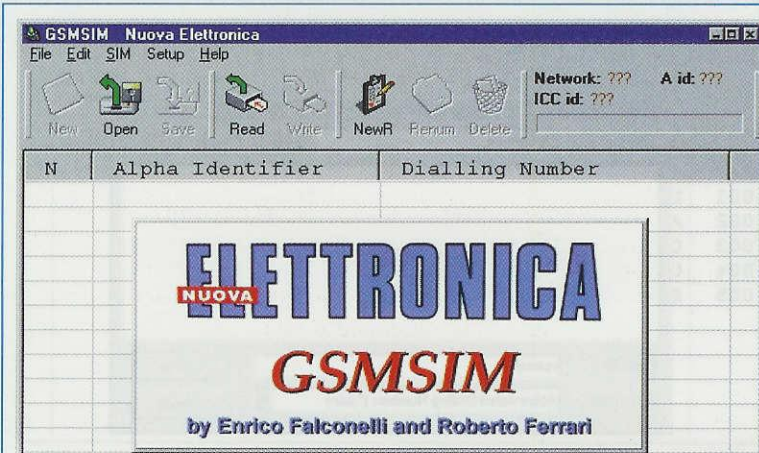 GSMSIM Nuova Elettronica
File Edit SIM Setup Help
New Open Save Read Write NewR Renum Delete
Network: ??? A id: ???
ICC id: ???
N Alpha Identifier Dialling Number
NUOVA ELETTRONICA
GSMSIM
by Enrico Falconelli and Roberto Ferrari